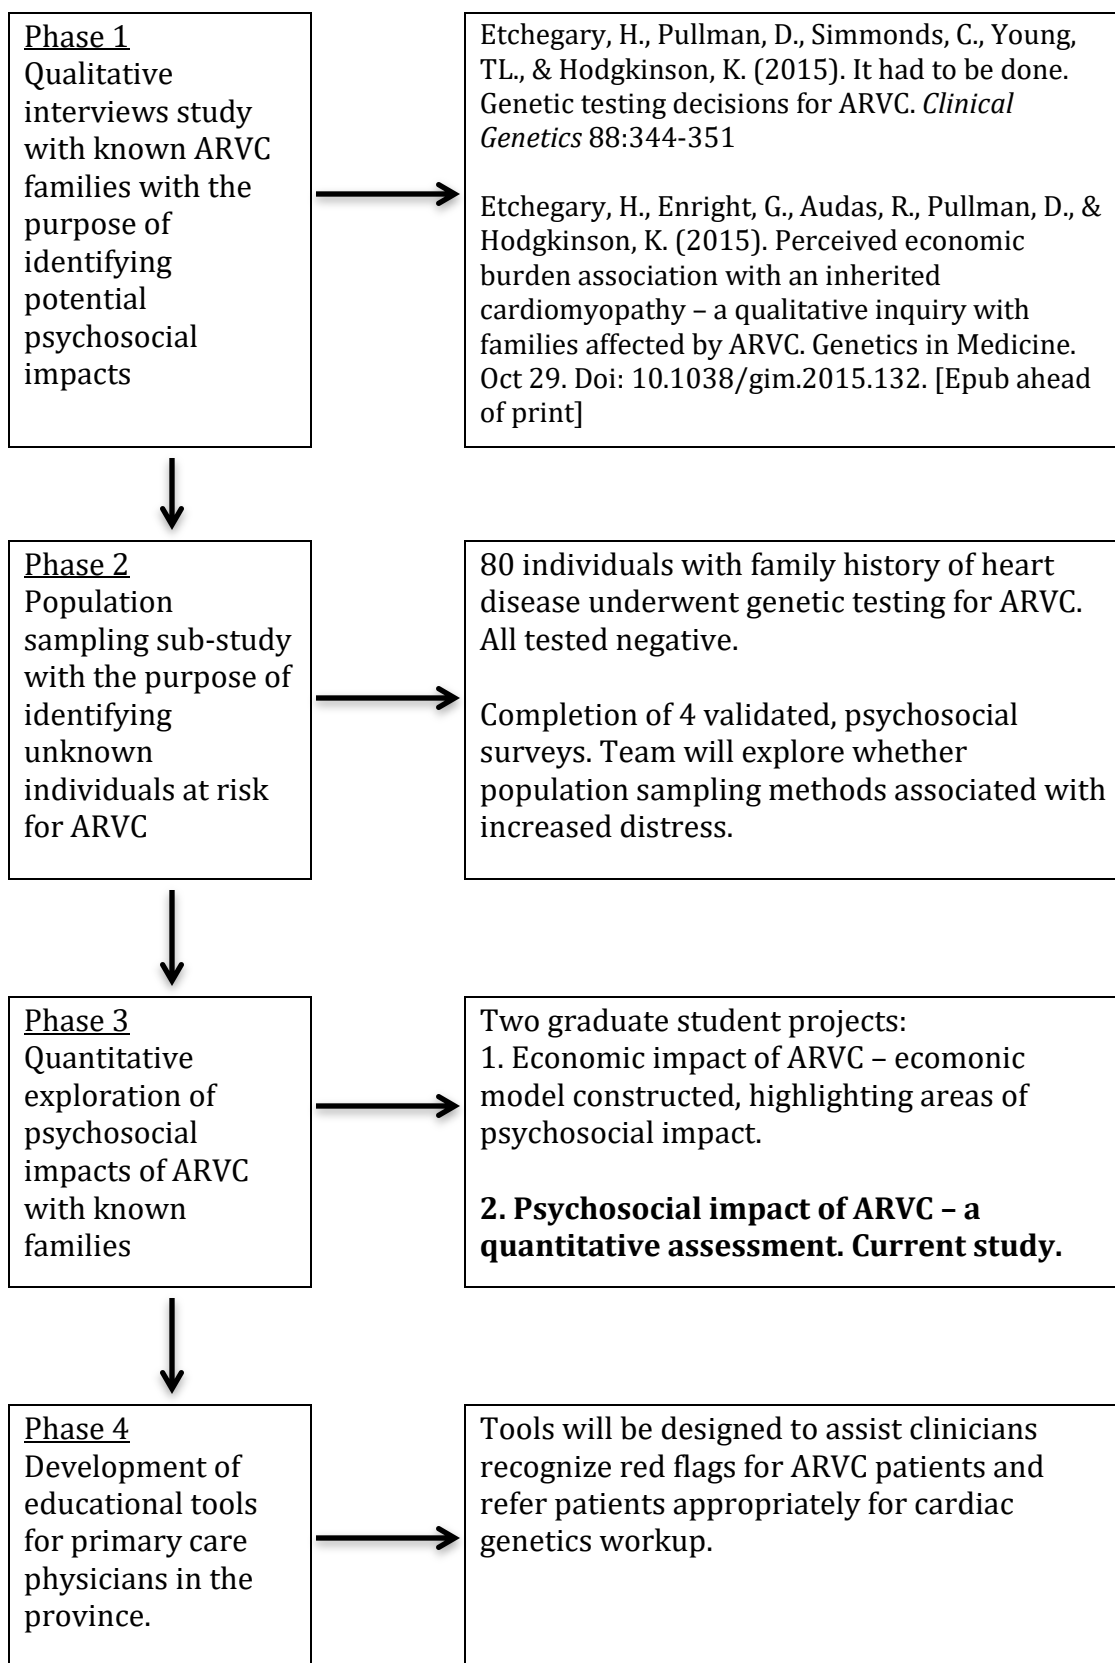 Phase 1
Qualitative
interviews study
with known ARVC
families with the
purpose of
identifying
potential
psychosocial
impacts
Etchegary, H., Pullman, D., Simmonds, C., Young,
TL., & Hodgkinson, K. (2015). It had to be done.
Genetic testing decisions for ARVC. Clinical
Genetics 88:344-351
Etchegary, H., Enright, G., Audas, R., Pullman, D., &
Hodgkinson, K. (2015). Perceived economic
burden association with an inherited
cardiomyopathy – a qualitative inquiry with
families affected by ARVC. Genetics in Medicine.
Oct 29. Doi: 10.1038/gim.2015.132. [Epub ahead
of print]
Phase 2
Population
sampling sub-study
with the purpose of
identifying
unknown
individuals at risk
for ARVC
80 individuals with family history of heart
disease underwent genetic testing for ARVC.
All tested negative.
Completion of 4 validated, psychosocial
surveys. Team will explore whether
population sampling methods associated with
increased distress.
Phase 3
Quantitative
exploration of
psychosocial
impacts of ARVC
with known
families
Two graduate student projects:
1. Economic impact of ARVC – ecomonic
model constructed, highlighting areas of
psychosocial impact.
2. Psychosocial impact of ARVC – a
quantitative assessment. Current study.
Phase 4
Development of
educational tools
for primary care
physicians in the
province.
Tools will be designed to assist clinicians
recognize red flags for ARVC patients and
refer patients appropriately for cardiac
genetics workup.